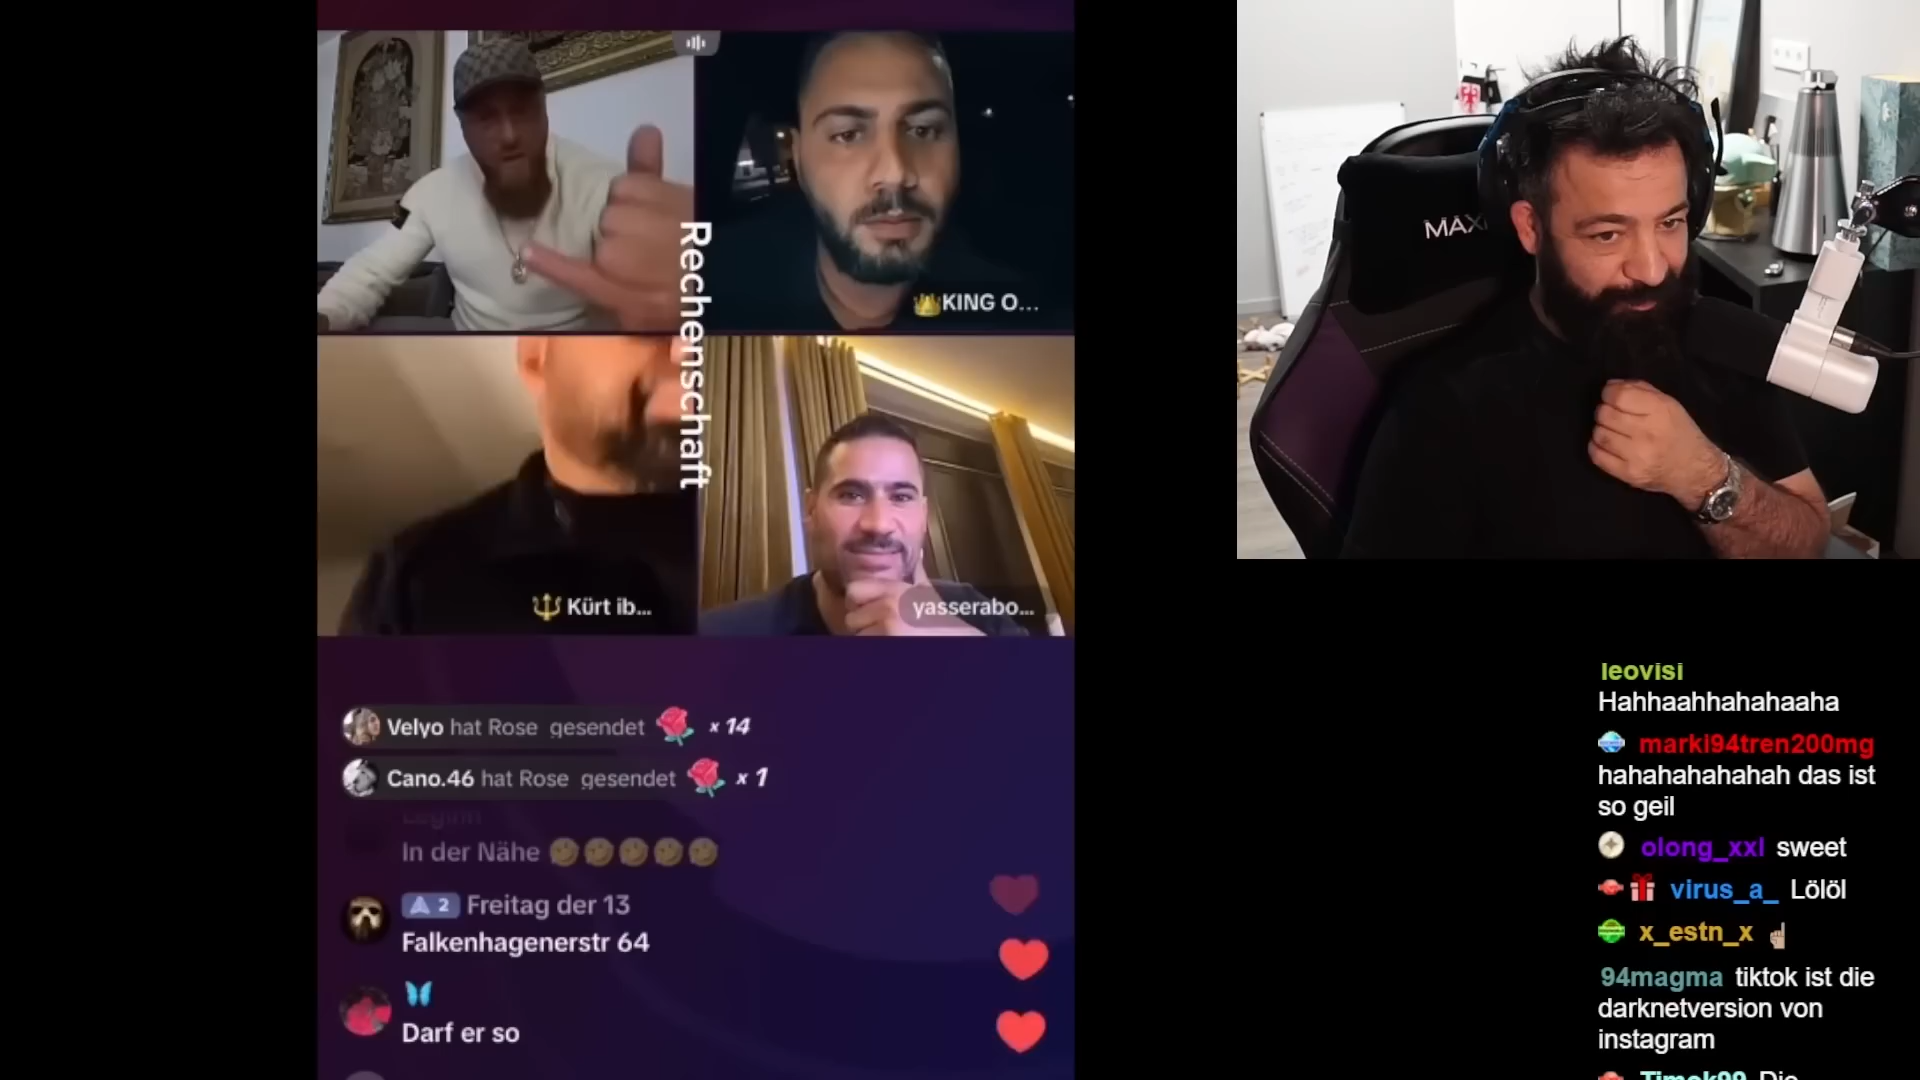 KING O...
Rechenschaft
Kürt ib...
yasserabo...
Velyo hat Rose gesendet x 14
Cano.46 hat Rose gesendet x 1
In der Nähe
2 Freitag der 13
Falkenhagenerstr 64
Darf er so
leovisi
Hahhaahhahahaaha
marki94tren200mg
hahahahahahah das ist
so geil
olong_xxl sweet
virus_a_ Lölöl
x_estn_x
94magma tiktok ist die
darknetversion von
instagram